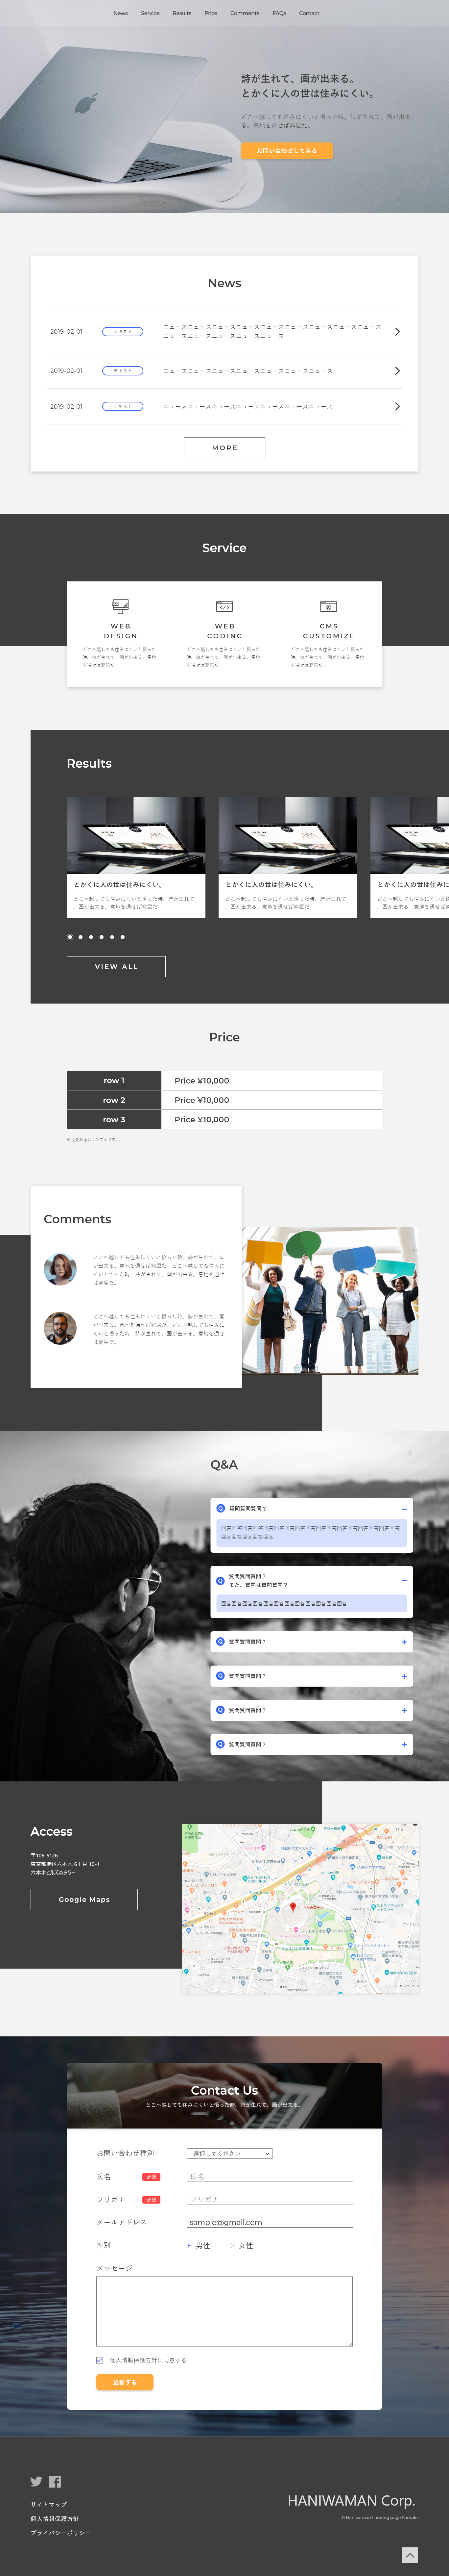 News Service Results Price Comments FAQs Contact
詩が生れて、画が出来る。
とかくに人の世は住みにくい。
どこへ越しても住みにくいと悟った時、詩が生れて、画が出来
る。意地を通せば窮屈だ。
お問い合わせしてみる
News
2019-02-01 テキスト ニュースニュースニュースニュースニュースニュースニュースニュースニュース
ニュースニュースニュースニュースニュース
2019-02-01 テキスト ニュースニュースニュースニュースニュースニュースニュース
2019-02-01 テキスト ニュースニュースニュースニュースニュースニュースニュース
MORE
Service
WEB
DESIGN
どこへ越しても住みにくいと悟った
時、詩が生れて、画が出来る。意地
を通せば窮屈だ。
WEB
CODING
どこへ越しても住みにくいと悟った
時、詩が生れて、画が出来る。意地
を通せば窮屈だ。
CMS
CUSTOMIZE
どこへ越しても住みにくいと悟った
時、詩が生れて、画が出来る。意地
を通せば窮屈だ。
Results
とかくに人の世は住みにくい。
どこへ越しても住みにくいと悟った時、詩が生れて
、画が出来る。意地を通せば窮屈だ。
とかくに人の世は住みにくい。
どこへ越しても住みにくいと悟った時、詩が生れて
、画が出来る。意地を通せば窮屈だ。
とかくに人の世は住みに
どこへ越しても住みにくいと
、画が出来る。意地を通せば
VIEW ALL
Price
row 1 Price ¥10,000
row 2 Price ¥10,000
row 3 Price ¥10,000
※ 上記料金はサンプルです。
Comments
どこへ越しても住みにくいと悟った時、詩が生れて、画
が出来る。意地を通せば窮屈だ。どこへ越しても住みに
くいと悟った時、詩が生れて、画が出来る。意地を通せ
ば窮屈だ。
どこへ越しても住みにくいと悟った時、詩が生れて、画
が出来る。意地を通せば窮屈だ。どこへ越しても住みに
くいと悟った時、詩が生れて、画が出来る。意地を通せ
ば窮屈だ。
Q&A
Q 質問質問質問？
回答回答回答回答回答回答回答回答回答回答回答回答回答回答回答回答回答
回答回答回答回答回答
Q 質問質問質問？
また、質問は質問質問？
回答回答回答回答回答回答回答回答回答回答回答回答
Q 質問質問質問？
Q 質問質問質問？
Q 質問質問質問？
Q 質問質問質問？
Access
〒106-6126
東京都港区六本木 6丁目 10-1
六本木ヒルズ森タワー
Google Maps
Contact Us
どこへ越しても住みにくいと悟った時、詩が生れて、画が出来る。
お問い合わせ種別 選択してください
氏名 必須 氏名
フリガナ 必須 フリガナ
メールアドレス sample@gmail.com
性別 男性 女性
メッセージ
個人情報保護方針に同意する
送信する
サイトマップ
個人情報保護方針
プライバシーポリシー
HANIWAMAN Corp.
© Haniwaman Landing page Sample.